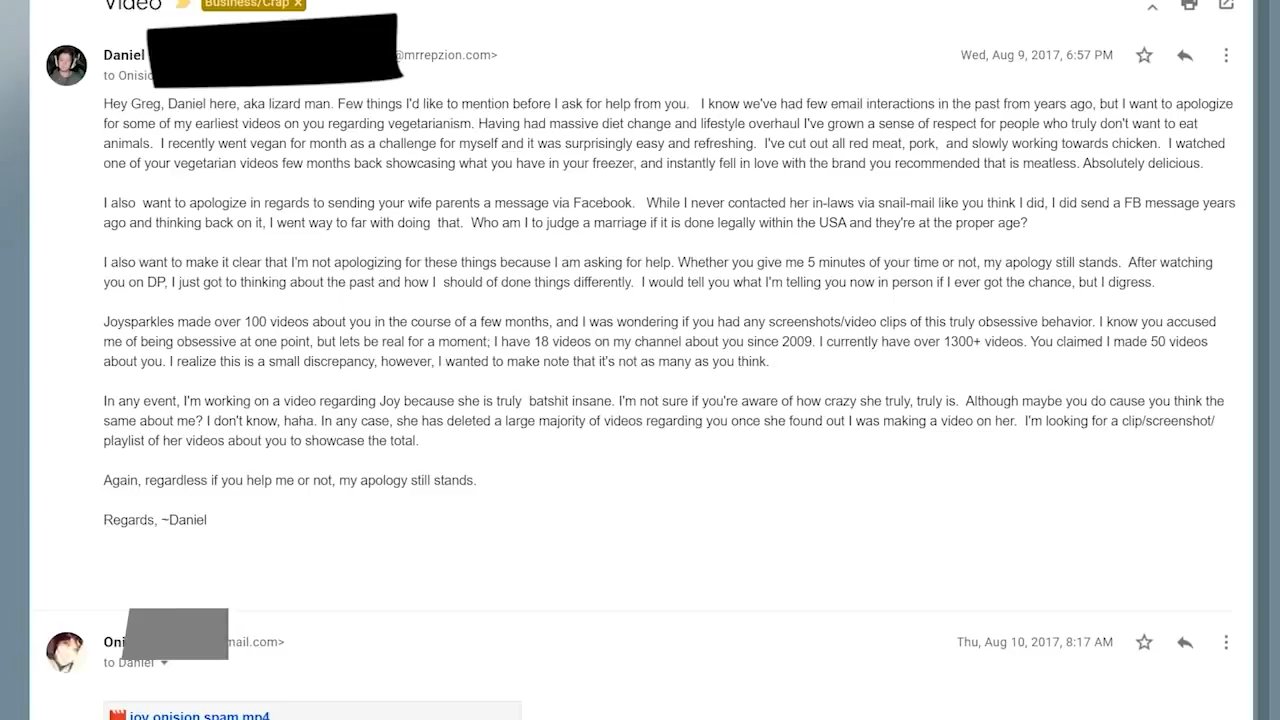 Video
Business/Crap x
Daniel @mrrepzion.com> Wed, Aug 9, 2017, 6:57 PM
to Onisio
Hey Greg, Daniel here, aka lizard man. Few things I'd like to mention before I ask for help from you. I know we've had few email interactions in the past from years ago, but I want to apologize
for some of my earliest videos on you regarding vegetarianism. Having had massive diet change and lifestyle overhaul I've grown a sense of respect for people who truly don't want to eat
animals. I recently went vegan for month as a challenge for myself and it was surprisingly easy and refreshing. I've cut out all red meat, pork, and slowly working towards chicken. I watched
one of your vegetarian videos few months back showcasing what you have in your freezer, and instantly fell in love with the brand you recommended that is meatless. Absolutely delicious.
I also want to apologize in regards to sending your wife parents a message via Facebook. While I never contacted her in-laws via snail-mail like you think I did, I did send a FB message years
ago and thinking back on it, I went way to far with doing that. Who am I to judge a marriage if it is done legally within the USA and they're at the proper age?
I also want to make it clear that I'm not apologizing for these things because I am asking for help. Whether you give me 5 minutes of your time or not, my apology still stands. After watching
you on DP, I just got to thinking about the past and how I should of done things differently. I would tell you what I'm telling you now in person if I ever got the chance, but I digress.
Joysparkles made over 100 videos about you in the course of a few months, and I was wondering if you had any screenshots/video clips of this truly obsessive behavior. I know you accused
me of being obsessive at one point, but lets be real for a moment; I have 18 videos on my channel about you since 2009. I currently have over 1300+ videos. You claimed I made 50 videos
about you. I realize this is a small discrepancy, however, I wanted to make note that it's not as many as you think.
In any event, I'm working on a video regarding Joy because she is truly batshit insane. I'm not sure if you're aware of how crazy she truly, truly is. Although maybe you do cause you think the
same about me? I don't know, haha. In any case, she has deleted a large majority of videos regarding you once she found out I was making a video on her. I'm looking for a clip/screenshot/
playlist of her videos about you to showcase the total.
Again, regardless if you help me or not, my apology still stands.
Regards, ~Daniel
Oni mail.com> Thu, Aug 10, 2017, 8:17 AM
to Daniel
joy onision spam.mp4